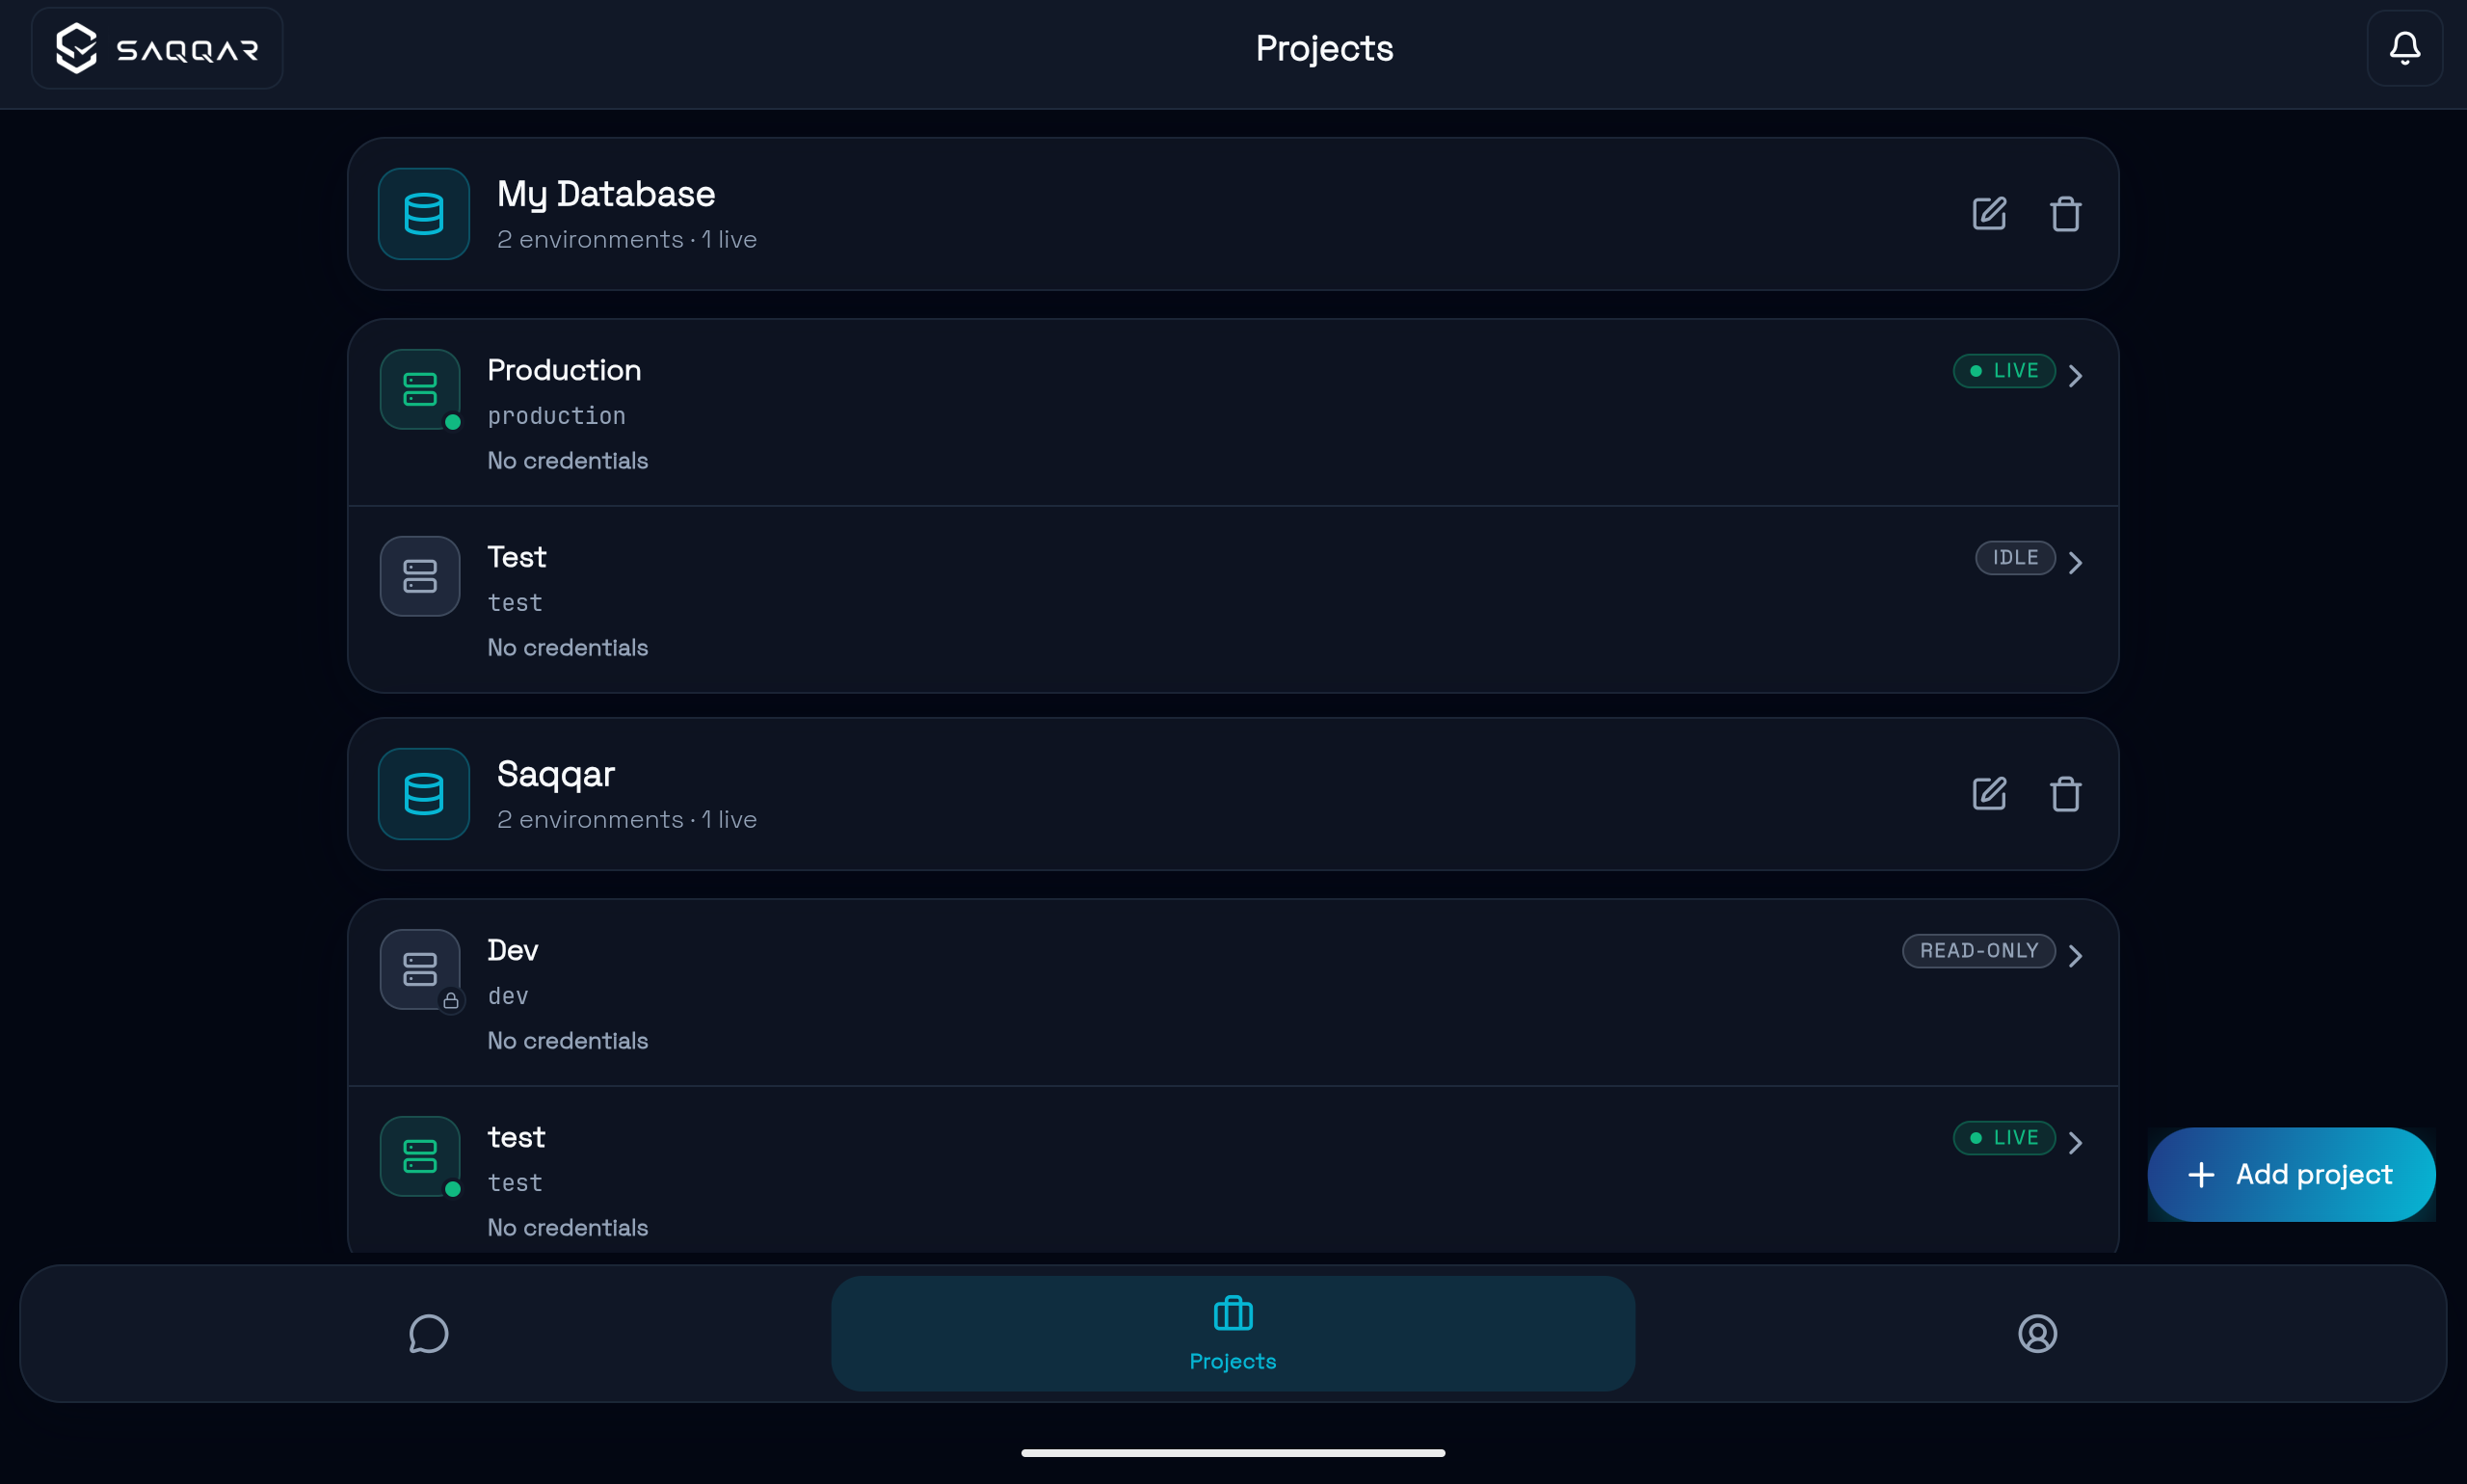 SAQQAR
Projects
My Database
2 environments · 1 live
Production
LIVE
production
No credentials
Test
IDLE
test
No credentials
Saqqar
2 environments · 1 live
Dev
READ-ONLY
dev
No credentials
test
LIVE
test
No credentials
Add project
Projects